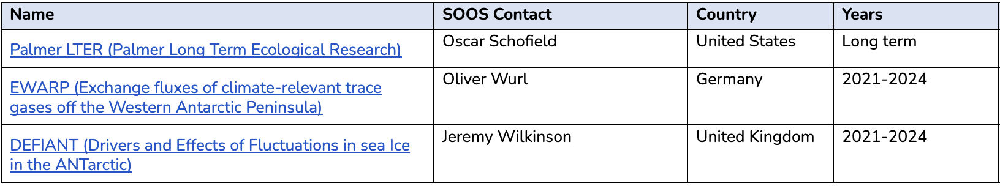 Name SOOS Contact Country Years
Palmer LTER (Palmer Long Term Ecological Research) Oscar Schofield United States Long term
EWARP (Exchange fluxes of climate-relevant trace Oliver Wurl Germany 2021-2024
gases off the Western Antarctic Peninsula)
DEFIANT (Drivers and Effects of Fluctuations in sea Ice Jeremy Wilkinson United Kingdom 2021-2024
in the ANTarctic)